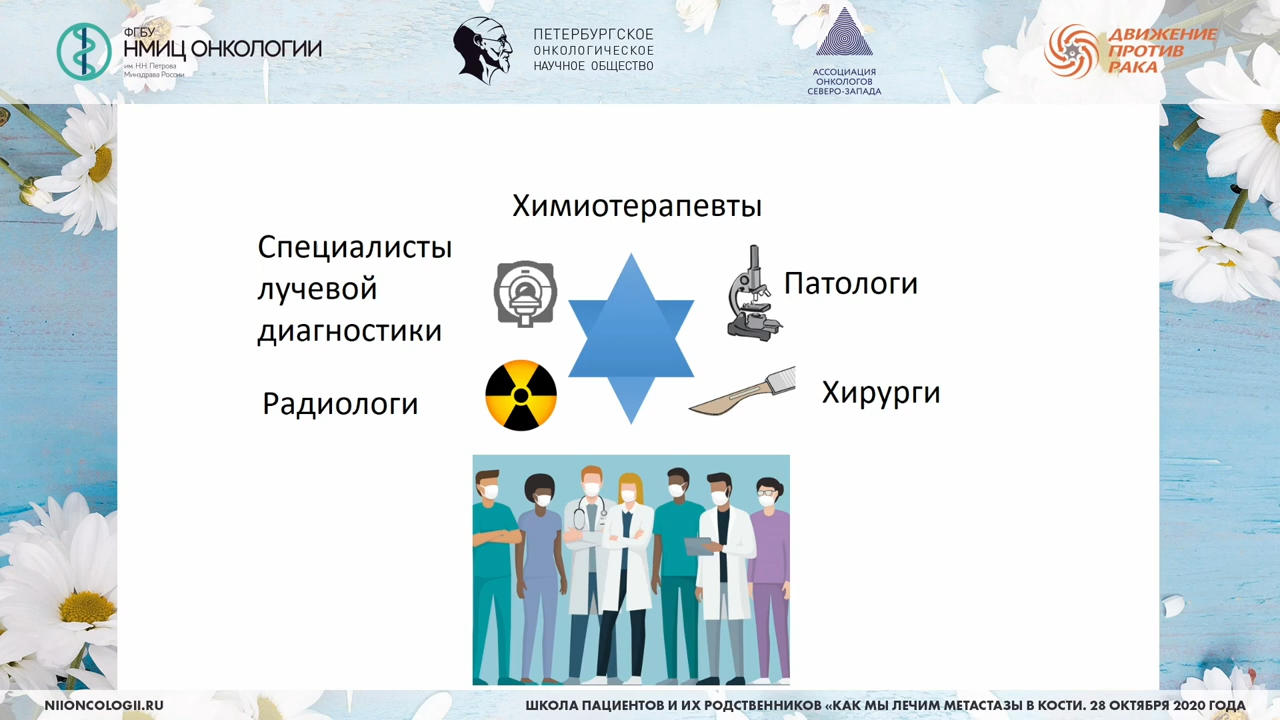 ФГБУ
НМИЦ ОНКОЛОГИИ
им. Н.Н. Петрова
Минздрава России
ПЕТЕРБУРГСКОЕ
ОНКОЛОГИЧЕСКОЕ
НАУЧНОЕ ОБЩЕСТВО
АССОЦИАЦИЯ
ОНКОЛОГОВ
СЕВЕРО-ЗАПАДА
ДВИЖЕНИЕ
ПРОТИВ
РАКА
Химиотерапевты
Специалисты
лучевой
диагностики
Патологи
Радиологи
Хирурги
NIIONCOLOGII.RU
ШКОЛА ПАЦИЕНТОВ И ИХ РОДСТВЕННИКОВ «КАК МЫ ЛЕЧИМ МЕТАСТАЗЫ В КОСТИ. 28 ОКТЯБРЯ 2020 ГОДА